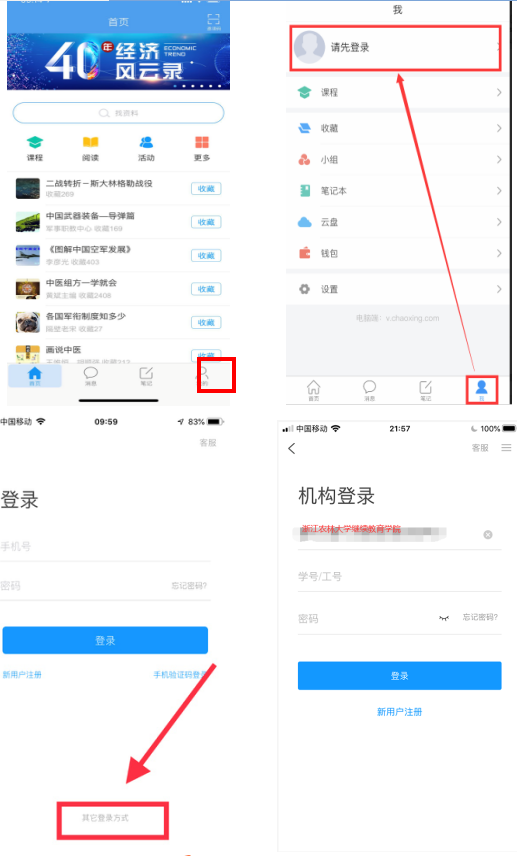 首页
邀请码
40年经济风云录
ECONOMIC TREND
找资料
课程
阅读
活动
更多
二战转折－斯大林格勒战役
收藏269
收藏
中国武器装备—导弹篇
军事职教中心 收藏169
收藏
《图解中国空军发展》
李彦光 收藏403
收藏
中医组方一学就会
黄斌主编 收藏2406
收藏
各国军衔制度知多少
隔壁老宋 收藏27
收藏
画说中医
收藏
首页
消息
笔记
我的
我
请先登录
课程
收藏
小组
笔记本
云盘
钱包
设置
电脑端：v.chaoxing.com
首页
消息
笔记
我
中国移动
09:59
83%
客服
登录
手机号
密码
忘记密码?
登录
新用户注册
手机验证码登录
其它登录方式
中国移动
21:57
100%
客服
机构登录
浙江农林大学继续教育学院
学号/工号
密码
忘记密码?
登录
新用户注册